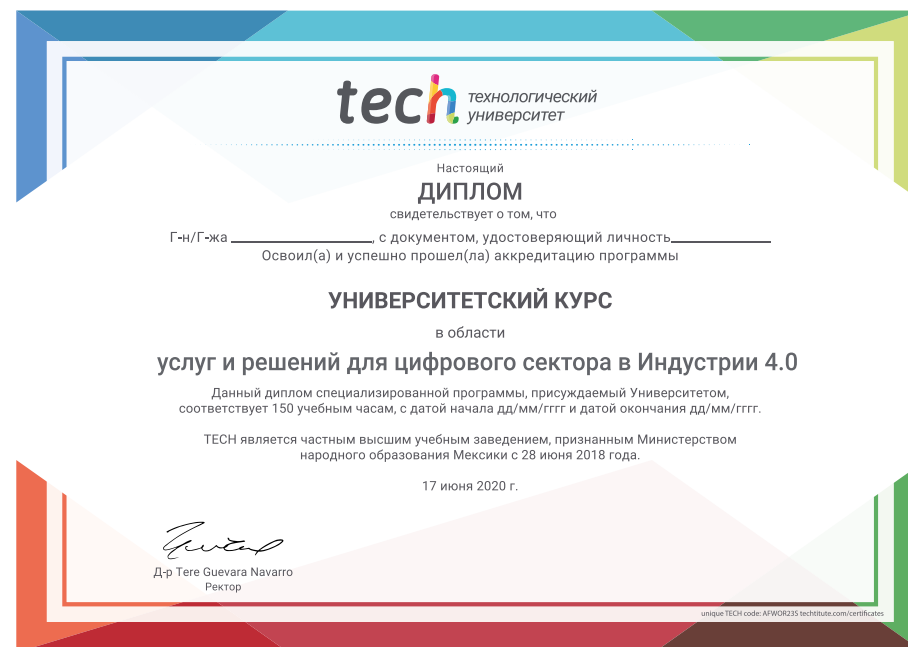 tech технологический
университет
Настоящий
ДИПЛОМ
свидетельствует о том, что
Г-н/Г-жа ____________________, с документом, удостоверяющий личность______________
Освоил(а) и успешно прошел(ла) аккредитацию программы
УНИВЕРСИТЕТСКИЙ КУРС
в области
услуг и решений для цифрового сектора в Индустрии 4.0
Данный диплом специализированной программы, присуждаемый Университетом,
соответствует 150 учебным часам, с датой начала дд/мм/гггг и датой окончания дд/мм/гггг.
TECH является частным высшим учебным заведением, признанным Министерством
народного образования Мексики с 28 июня 2018 года.
17 июня 2020 г.
Д-р Tere Guevara Navarro
Ректор
unique TECH code: AFWOR23S techtitute.com/certificates